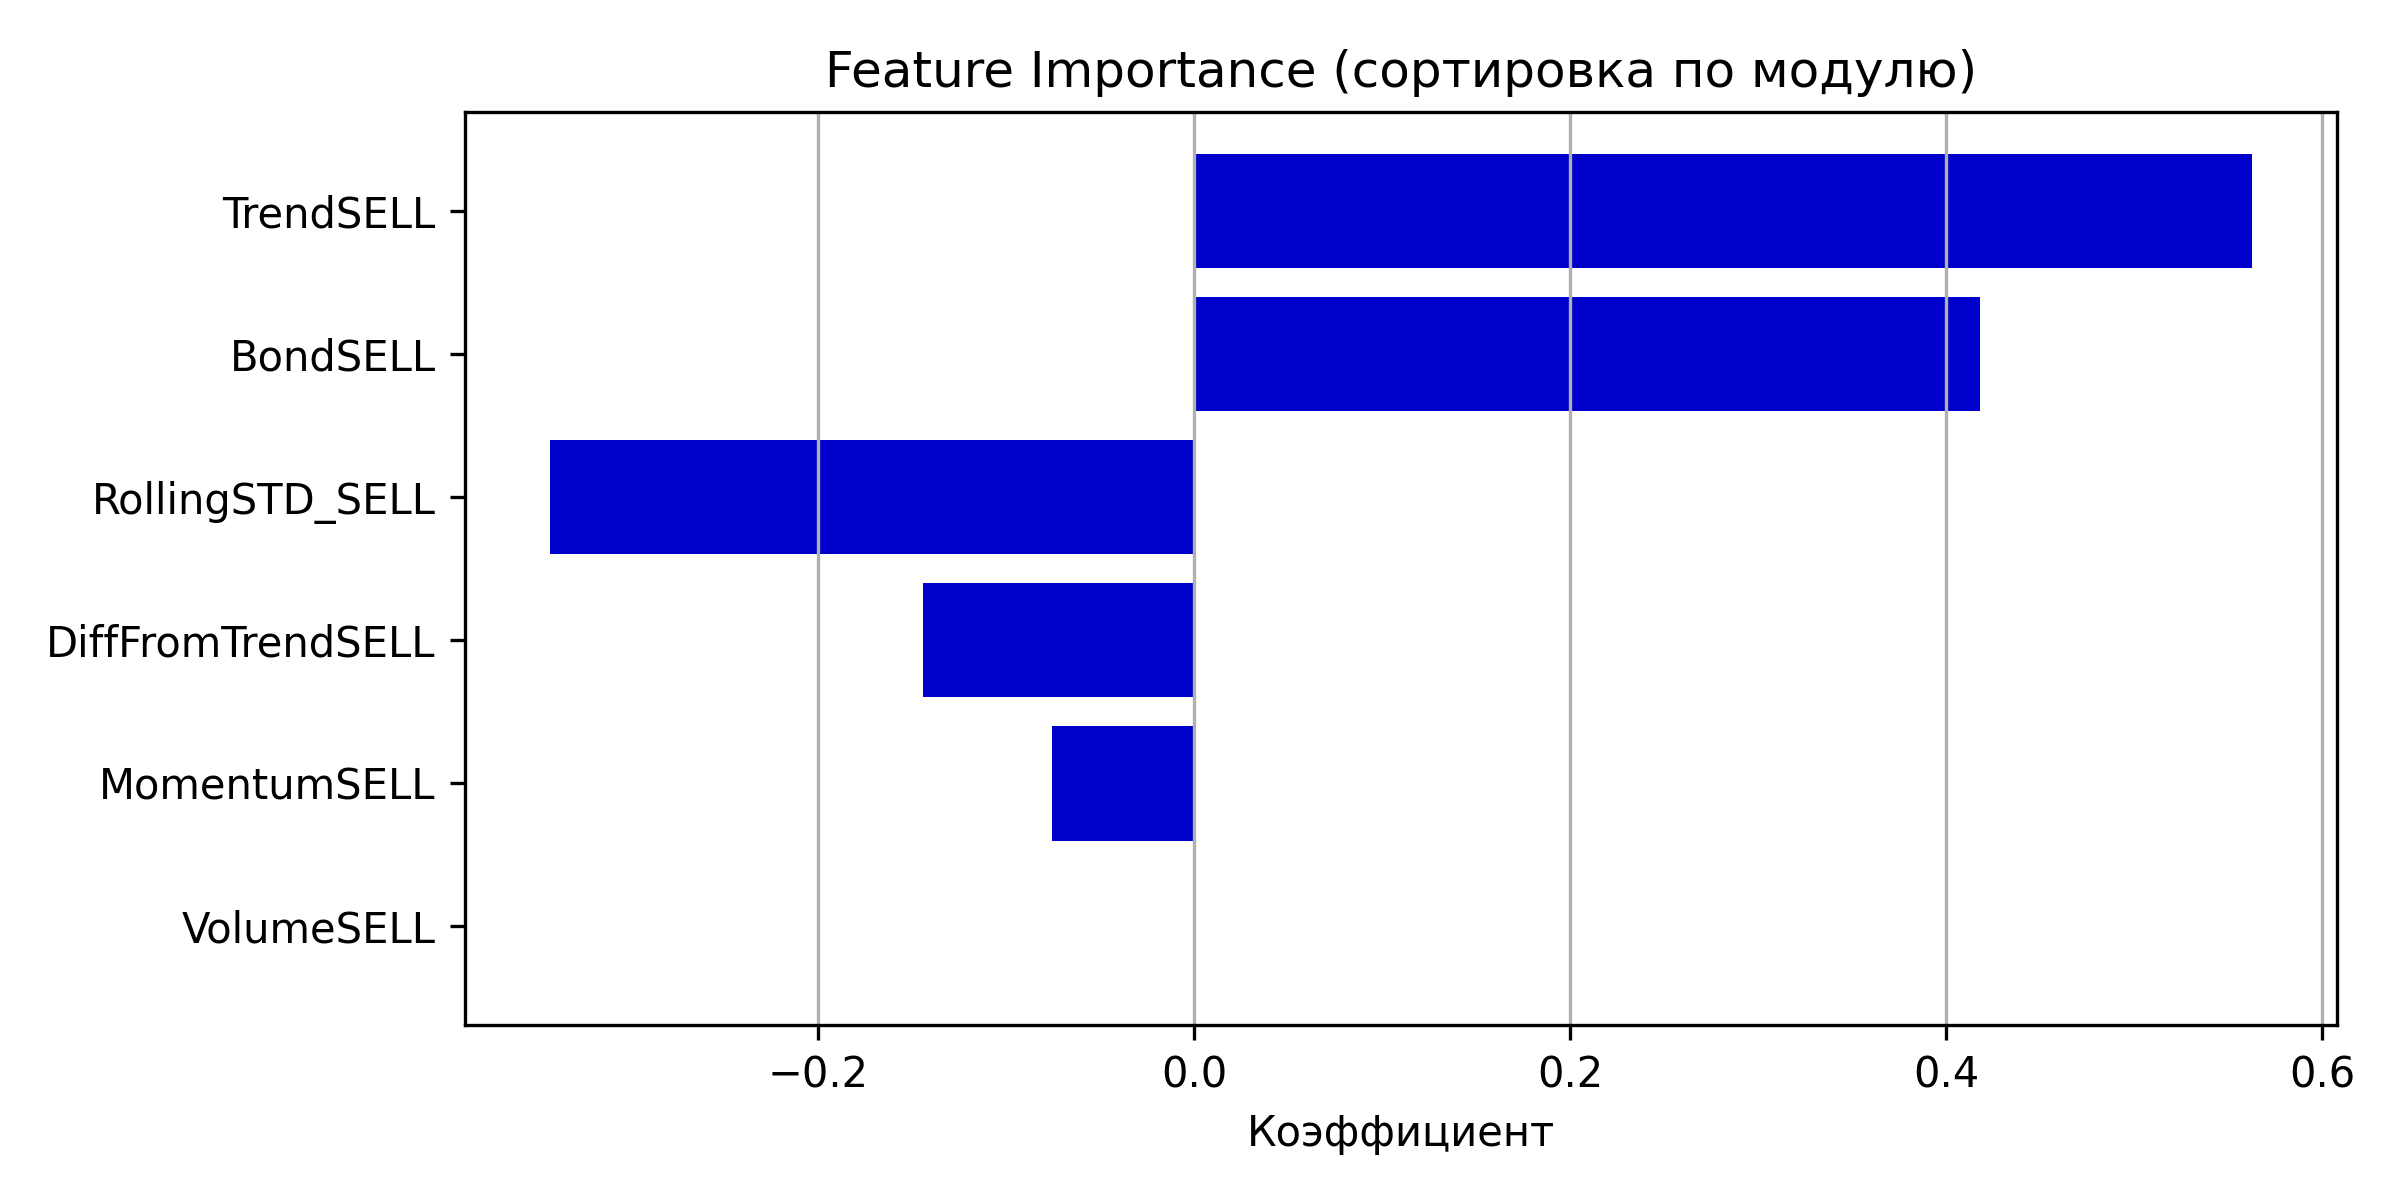 Feature Importance (сортировка по модулю)
TrendSELL
BondSELL
RollingSTD_SELL
DiffFromTrendSELL
MomentumSELL
VolumeSELL
−0.2 0.0 0.2 0.4 0.6
Коэффициент